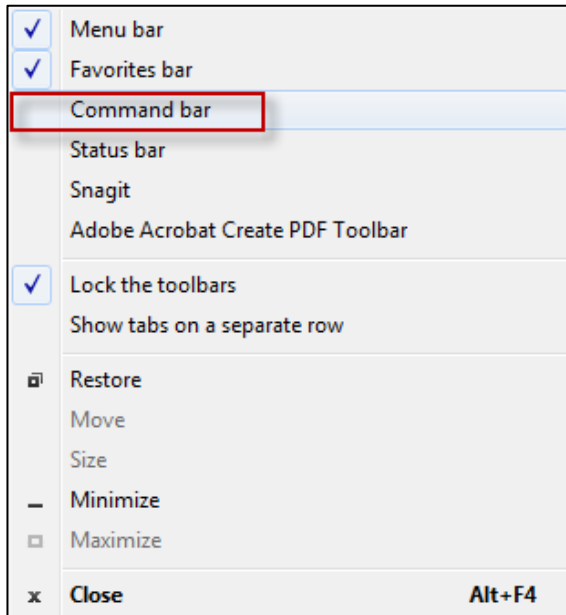 Menu bar
Favorites bar
Command bar
Status bar
Snagit
Adobe Acrobat Create PDF Toolbar
Lock the toolbars
Show tabs on a separate row
Restore
Move
Size
Minimize
Maximize
Close Alt+F4